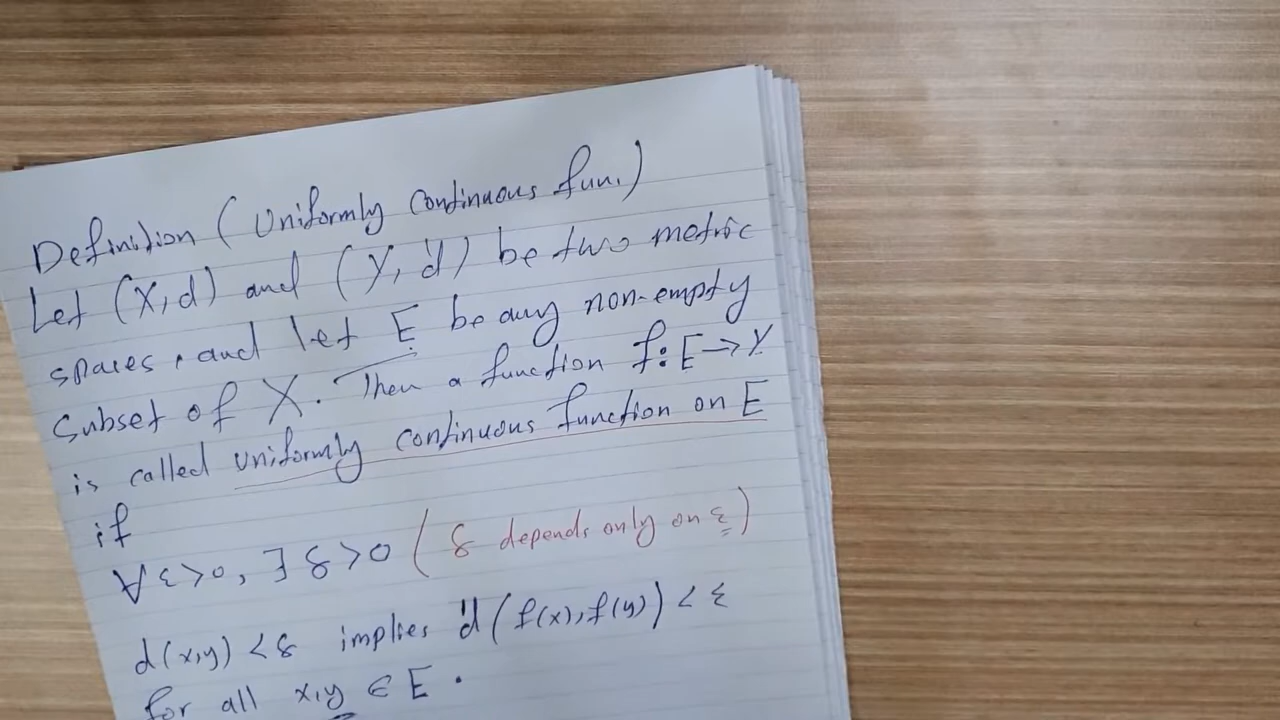 Definition (Uniformly continuous fun.)
Let (X,d) and (Y,d') be two metric
spaces, and let E be any non-empty
subset of X. Then a function f: E→Y
is called uniformly continuous function on E
if
∀ε>0, ∃ δ>0 (δ depends only on ε)
d(x,y)<δ implies d'(f(x),f(y))<ε
for all x,y ∈ E.